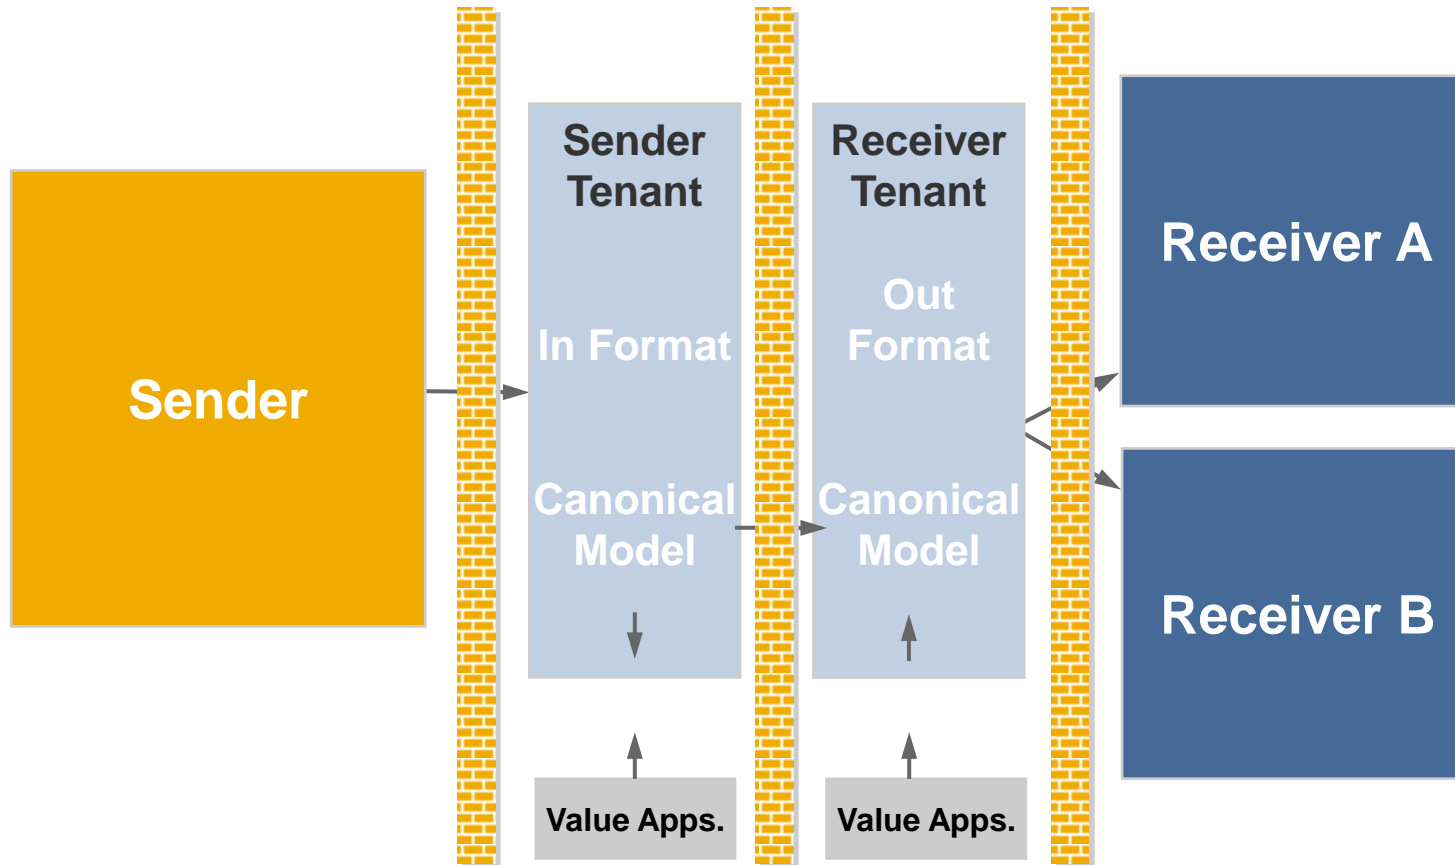 Sender
Sender
Tenant
In Format
Canonical
Model
Value Apps.
Receiver
Tenant
Out
Format
Canonical
Model
Value Apps.
Receiver A
Receiver B